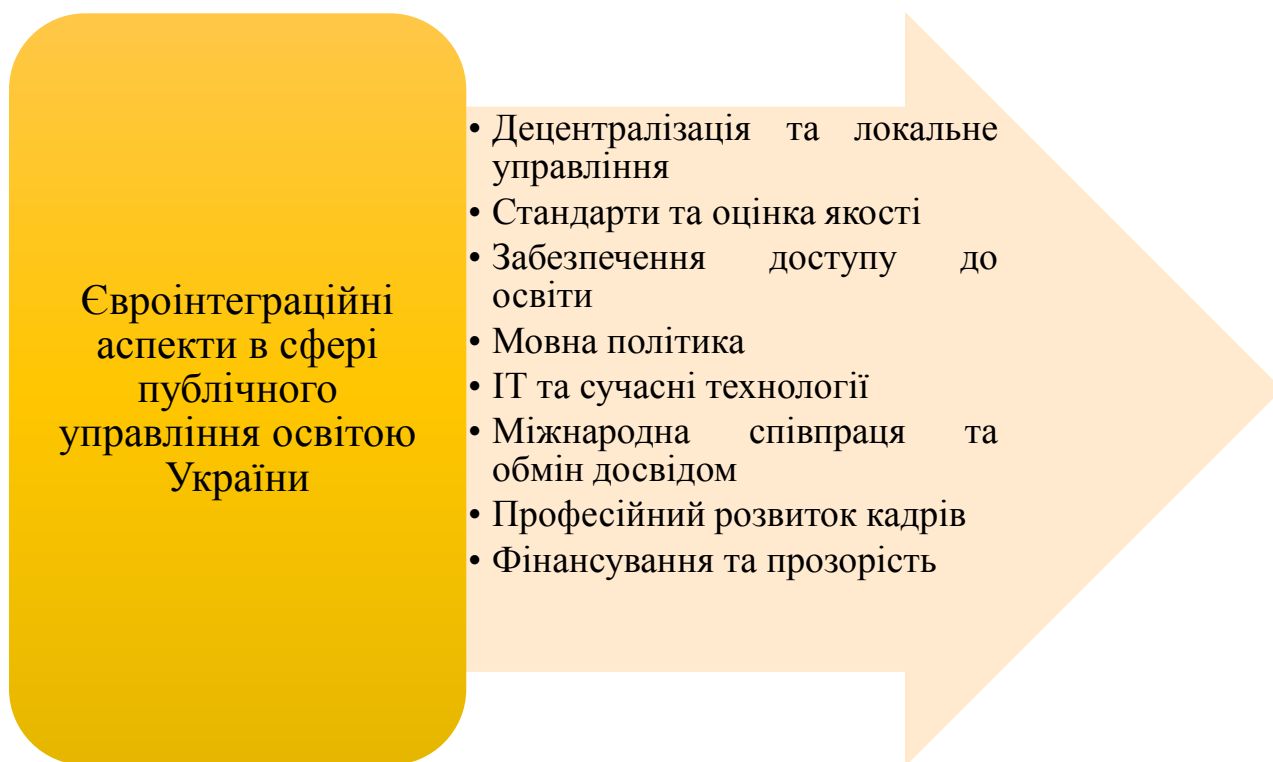 Євроінтеграційні
аспекти в сфері
публічного
управління освітою
України
• Децентралізація та локальне
управління
• Стандарти та оцінка якості
• Забезпечення доступу до
освіти
• Мовна політика
• ІТ та сучасні технології
• Міжнародна співпраця та
обмін досвідом
• Професійний розвиток кадрів
• Фінансування та прозорість